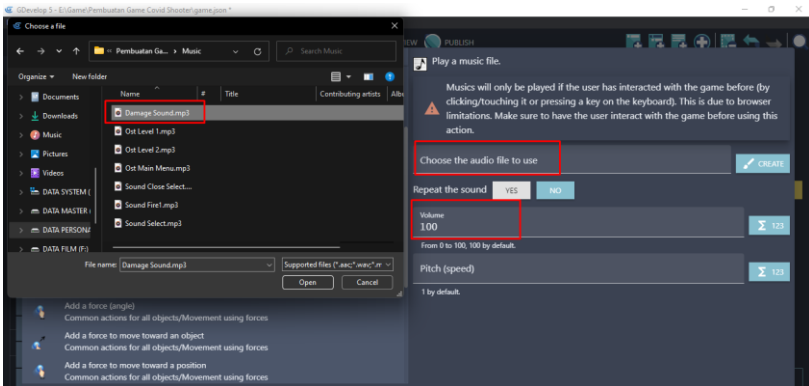 GDevelop 5 - E:\Game\Pembuatan Game Covid Shooter\game.json *
Choose a file
Pembuatan Ga... > Music
Search Music
Organize
New folder
Name
#
Title
Contributing artists
Documents
Downloads
Music
Pictures
Videos
DATA SYSTEM (
DATA MASTER
DATA PERSONA
DATA FILM (F:)
Damage Sound.mp3
Ost Level 1.mp3
Ost Level 2.mp3
Ost Main Menu.mp3
Sound Close Select....
Sound Fire1.mp3
Sound Select.mp3
File name:
Damage Sound.mp3
Supported files (*.aac;*.wav;*.m
Open
Cancel
Add a force (angle)
Common actions for all objects/Movement using forces
Add a force to move toward an object
Common actions for all objects/Movement using forces
Add a force to move toward a position
Common actions for all objects/Movement using forces
PUBLISH
Play a music file.
Musics will only be played if the user has interacted with the game before (by
clicking/touching it or pressing a key on the keyboard). This is due to browser
limitations. Make sure to have the user interact with the game before using this
action.
Choose the audio file to use
CREATE
Repeat the sound
YES
NO
Volume
100
Σ 123
From 0 to 100, 100 by default.
Pitch (speed)
Σ 123
1 by default.